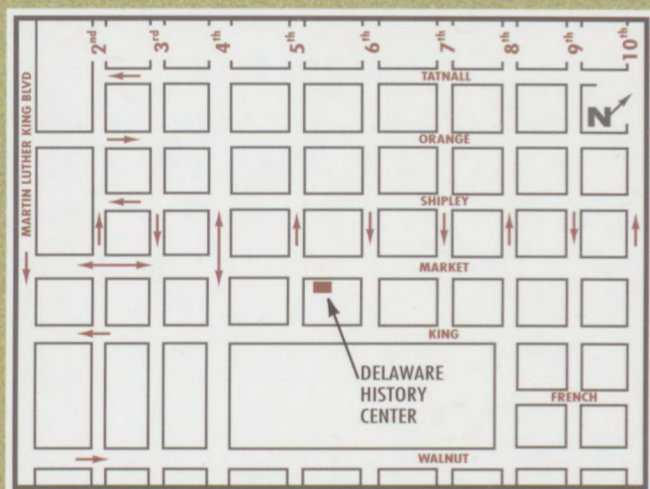 2nd
3rd
4th
5th
6th
7th
8th
9th
10th
MARTIN LUTHER KING BLVD
TATNALL
N
ORANGE
SHIPLEY
MARKET
KING
DELAWARE
HISTORY
CENTER
FRENCH
WALNUT